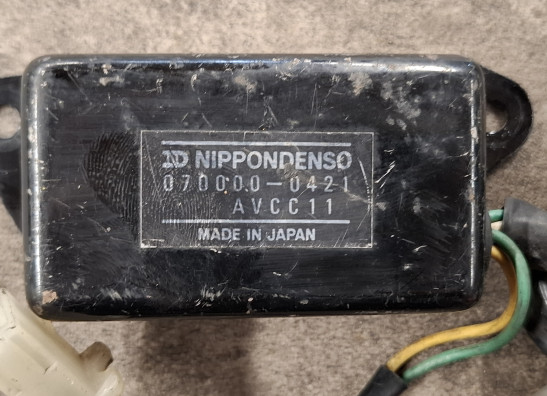 ND NIPPONDENSO
070000-0421
AVCC11
MADE IN JAPAN